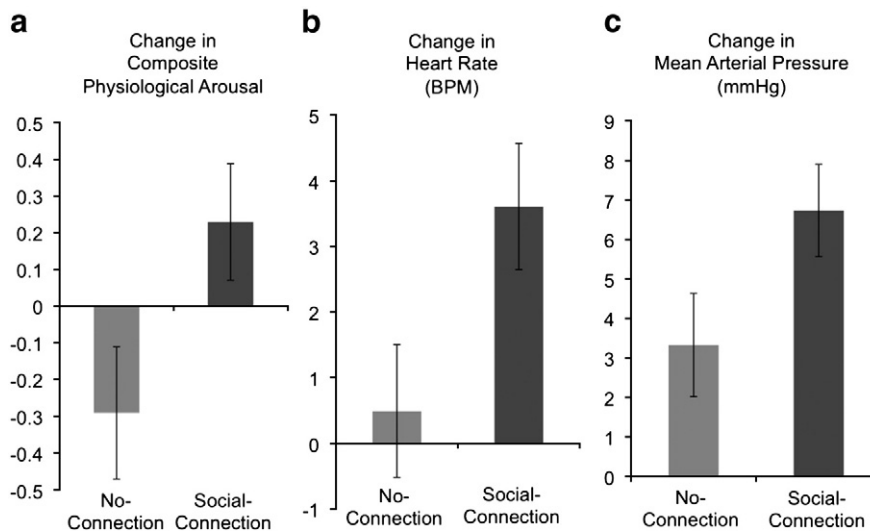 a
Change in
Composite
Physiological Arousal
0.5
0.4
0.3
0.2
0.1
0
-0.1
-0.2
-0.3
-0.4
-0.5
No-
Connection
Social-
Connection
b
Change in
Heart Rate
(BPM)
5
4
3
2
1
0
-1
No-
Connection
Social-
Connection
c
Change in
Mean Arterial Pressure
(mmHg)
9
8
7
6
5
4
3
2
1
0
No-
Connection
Social-
Connection